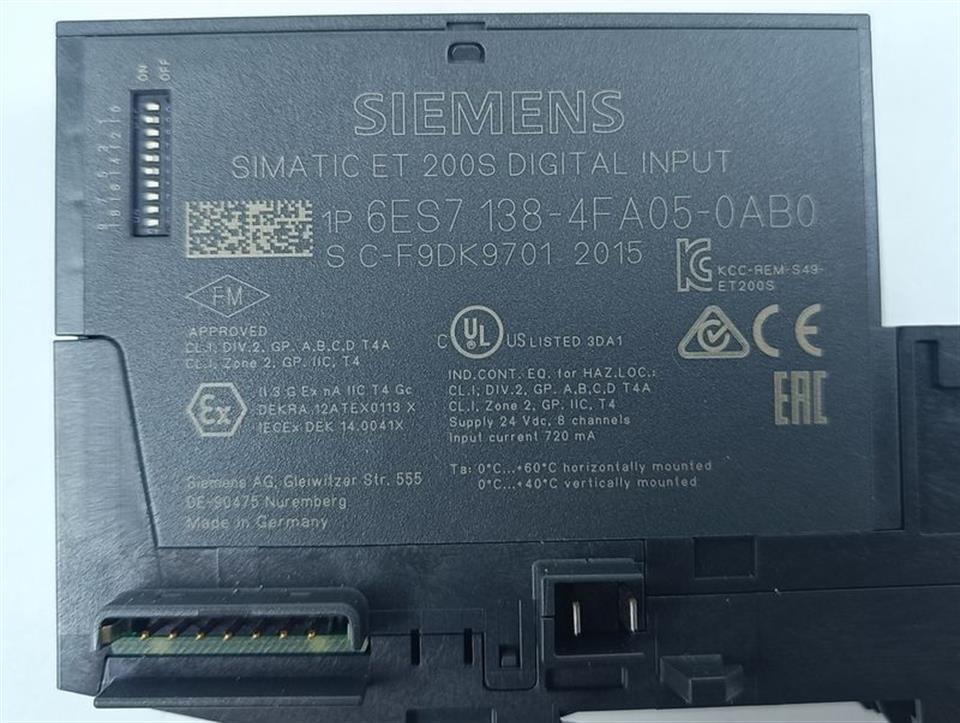 ON
OFF
SIEMENS
SIMATIC ET 200S DIGITAL INPUT
1P 6ES7 138-4FA05-0AB0
S C-F9DK9701 2015
KCC-REM-S49-
ET200S
FM
APPROVED
CL.I, DIV.2, GP. A,B,C,D T4A
CL.I, Zone 2, GP. IIC, T4
C UL US LISTED 3DA1
CE
IND.CONT. EQ. for HAZ.LOC.:
CL.I, DIV.2, GP. A,B,C,D T4A
CL.I, Zone 2, GP. IIC, T4
Supply 24 Vdc, 8 channels
Input current 720 mA
EAC
Ex
II 3 G Ex nA IIC T4 Gc
DEKRA 12ATEX0113 X
IECEx DEK 14.0041X
Ta: 0°C...+60°C horizontally mounted
0°C...+40°C vertically mounted
Siemens AG, Gleiwitzer Str. 555
DE-90475 Nuremberg
Made in Germany